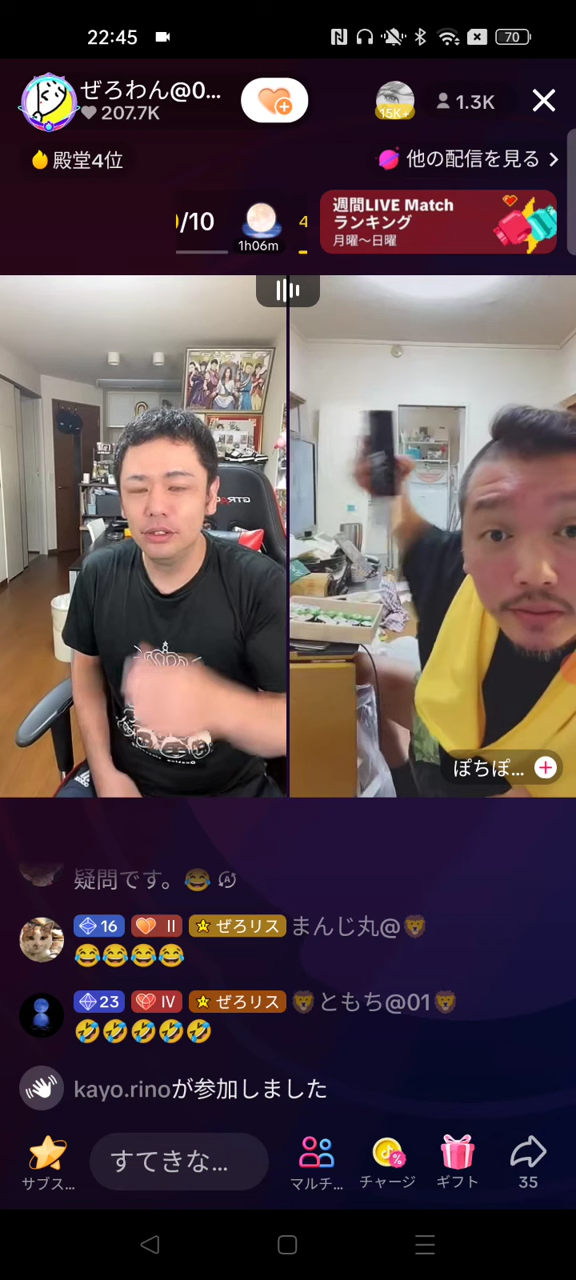 22:45
70
ぜろわん@0...
207.7K
15K+
1.3K
殿堂4位
他の配信を見る
/10
1h06m
4
週間LIVE Match
ランキング
月曜～日曜
GTR
ぽちぽ...
疑問です。😂
16 II ぜろリス まんじ丸@🦁
😂😂😂😂
23 IV ぜろリス 🦁ともち@01🦁
🤣🤣🤣🤣🤣
kayo.rinoが参加しました
すてきな...
サブス...
マルチ...
チャージ
ギフト
35